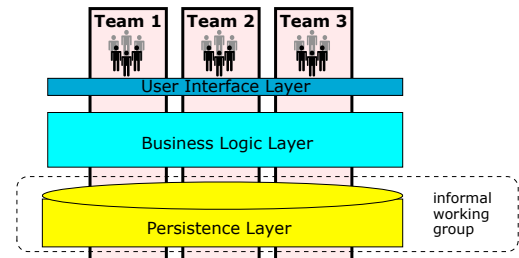 Team 1 Team 2 Team 3
User Interface Layer
Business Logic Layer
Persistence Layer
informal
working
group